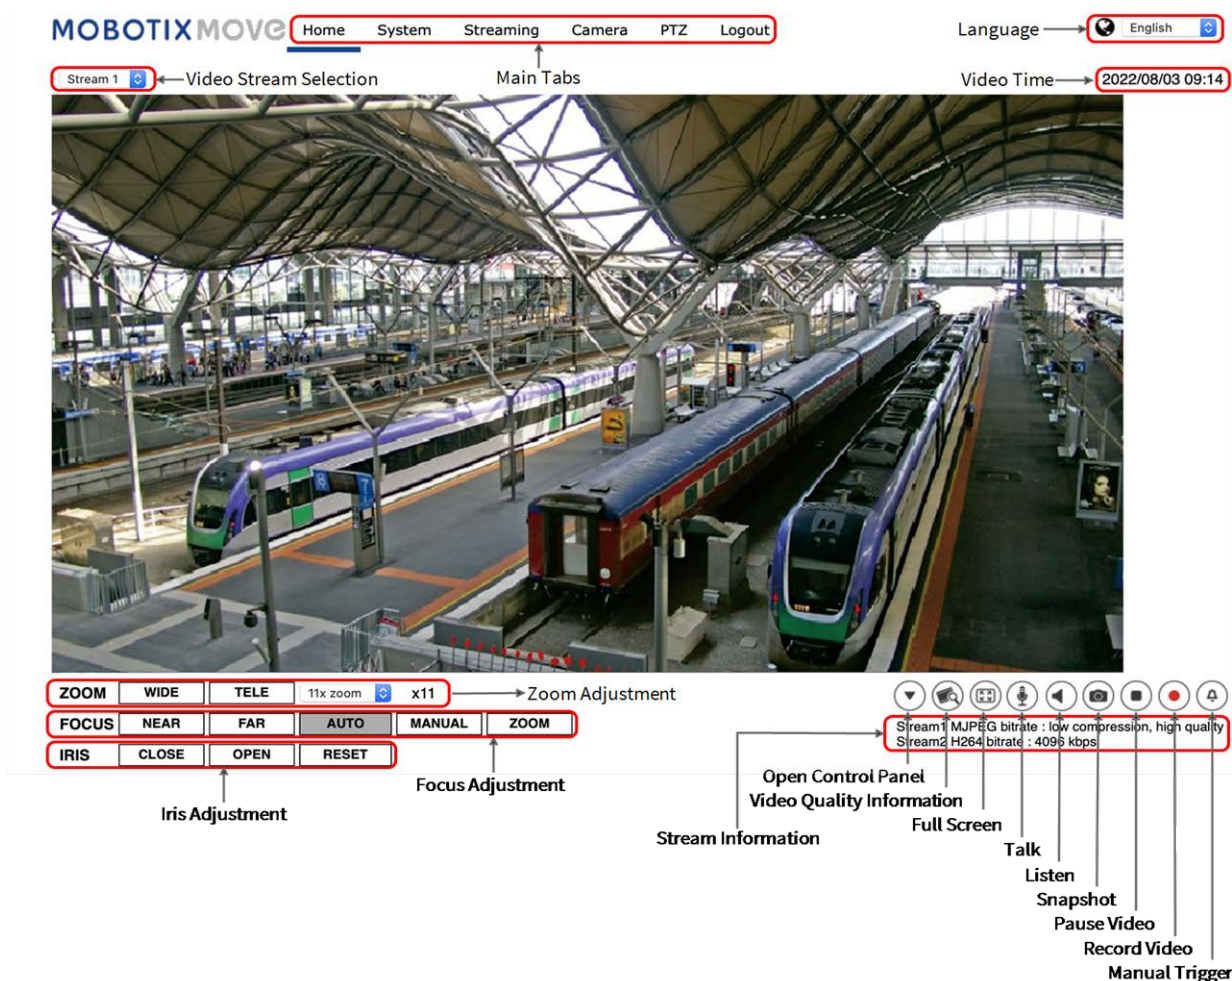 MOBOTIX MOVE Home System Streaming Camera PTZ Logout
Language
English
Stream 1
Video Stream Selection
Main Tabs
Video Time
2022/08/03 09:14
ZOOM WIDE TELE 11x zoom x11
Zoom Adjustment
FOCUS NEAR FAR AUTO MANUAL ZOOM
IRIS CLOSE OPEN RESET
Stream1 MJPEG bitrate : low compression, high quality
Stream2 H264 bitrate : 4096 kbps
Focus Adjustment
Iris Adjustment
Open Control Panel
Video Quality Information
Full Screen
Stream Information
Talk
Listen
Snapshot
Pause Video
Record Video
Manual Trigger